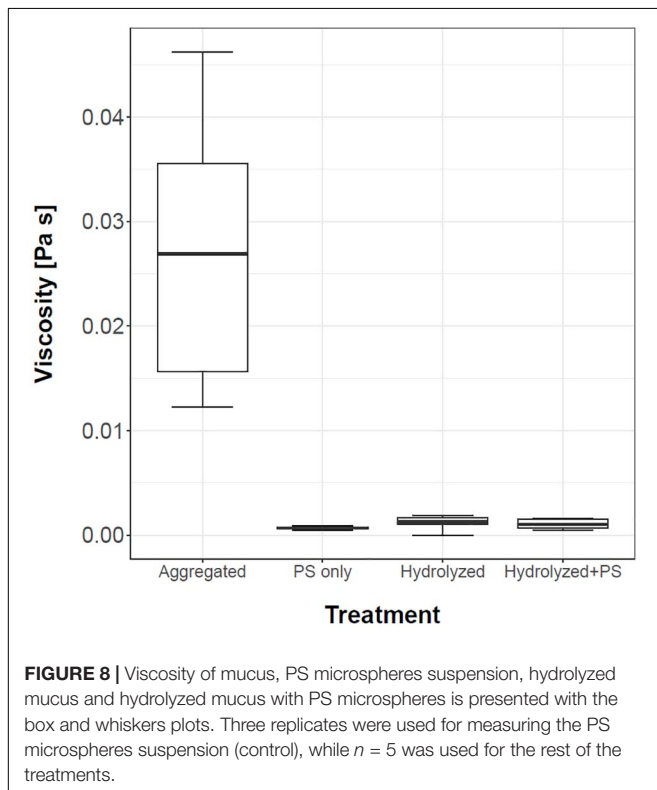 0.04
0.03
0.02
0.01
0.00
Viscosity [Pa s]
Aggregated PS only Hydrolyzed Hydrolyzed+PS
Treatment
FIGURE 8 | Viscosity of mucus, PS microspheres suspension, hydrolyzed
mucus and hydrolyzed mucus with PS microspheres is presented with the
box and whiskers plots. Three replicates were used for measuring the PS
microspheres suspension (control), while n = 5 was used for the rest of the
treatments.